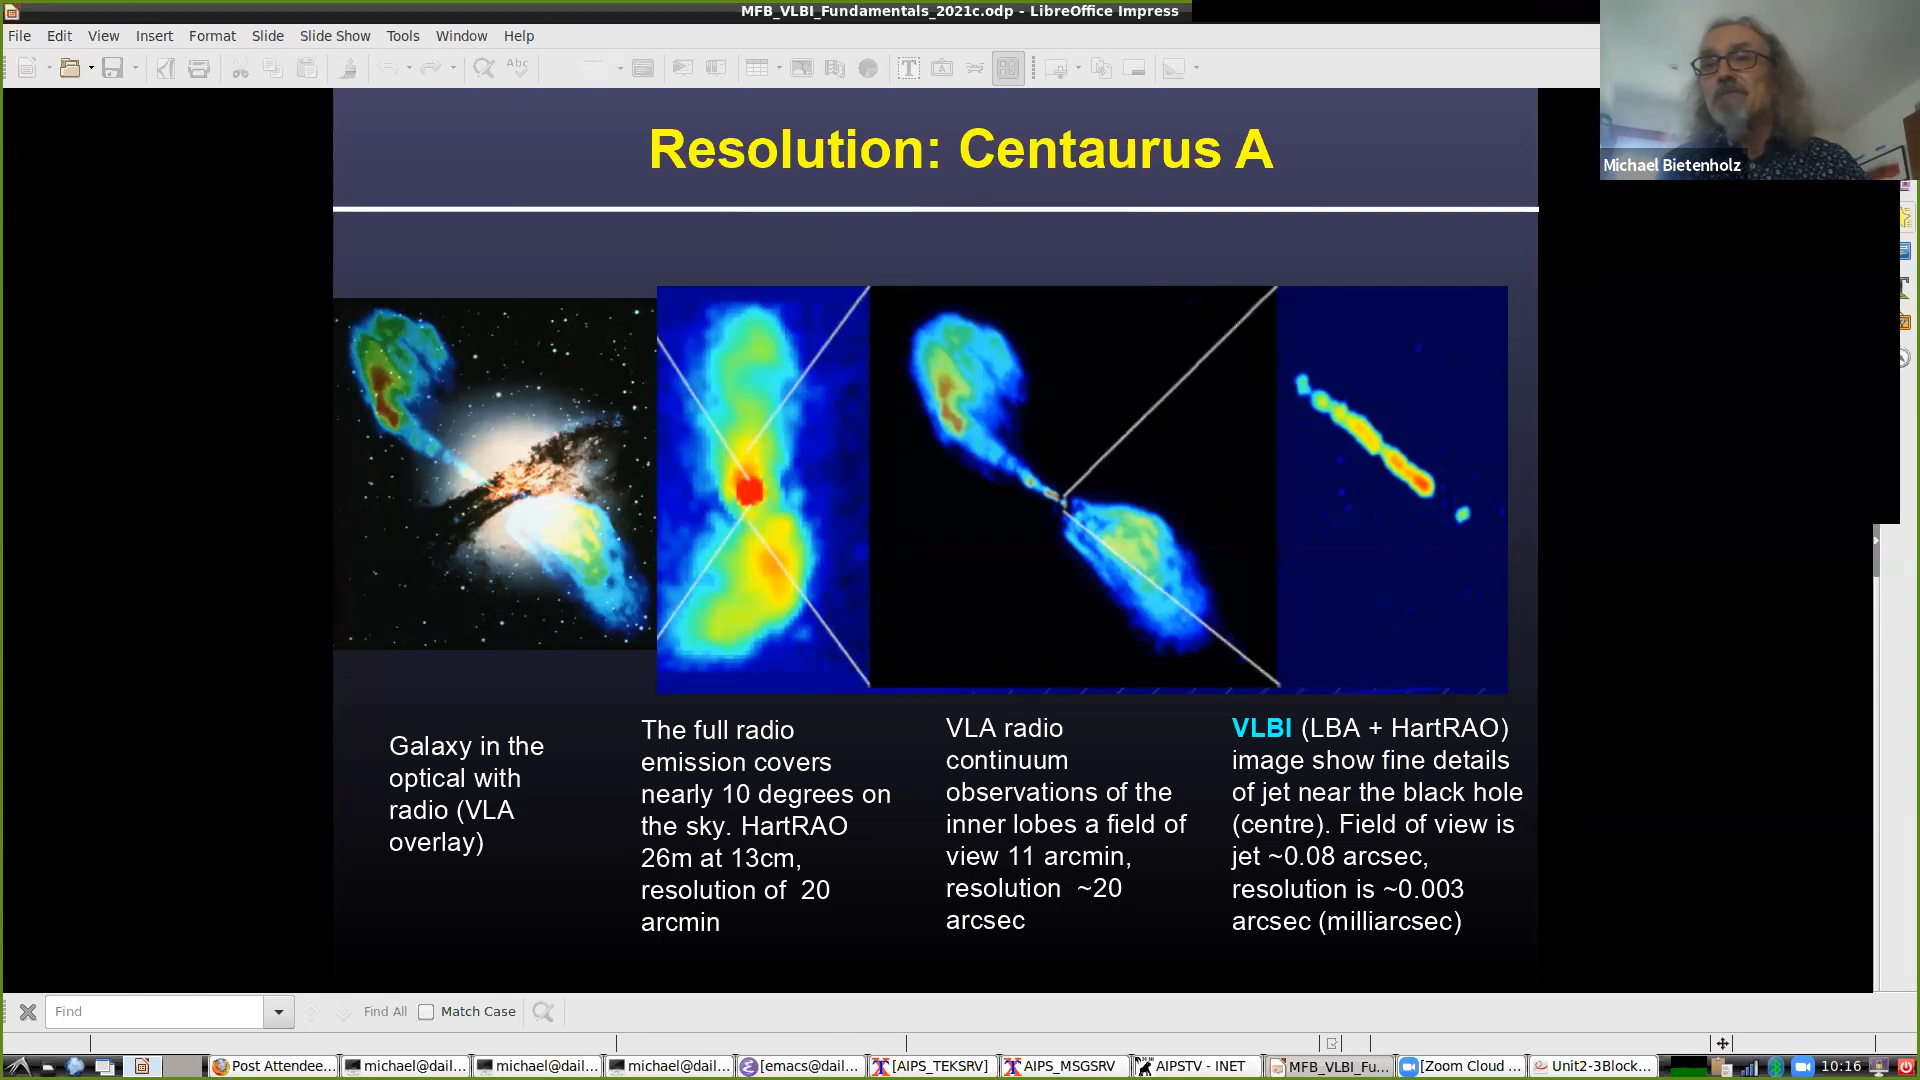 MFB_VLBI_Fundamentals_2021c.odp - LibreOffice Impress
File Edit View Insert Format Slide Slide Show Tools Window Help
Abc
Michael Bietenholz
Resolution: Centaurus A
Galaxy in the
optical with
radio (VLA
overlay)
The full radio
emission covers
nearly 10 degrees on
the sky. HartRAO
26m at 13cm,
resolution of 20
arcmin
VLA radio
continuum
observations of the
inner lobes a field of
view 11 arcmin,
resolution ~20
arcsec
VLBI (LBA + HartRAO)
image show fine details
of jet near the black hole
(centre). Field of view is
jet ~0.08 arcsec,
resolution is ~0.003
arcsec (milliarcsec)
Find Find All Match Case
Post Attendee... michael@dail... michael@dail... michael@dail... [emacs@dail... [AIPS_TEKSRV] AIPS_MSGSRV AIPSTV - INET MFB_VLBI_Fu... [Zoom Cloud ... Unit2-3Block... 10:16